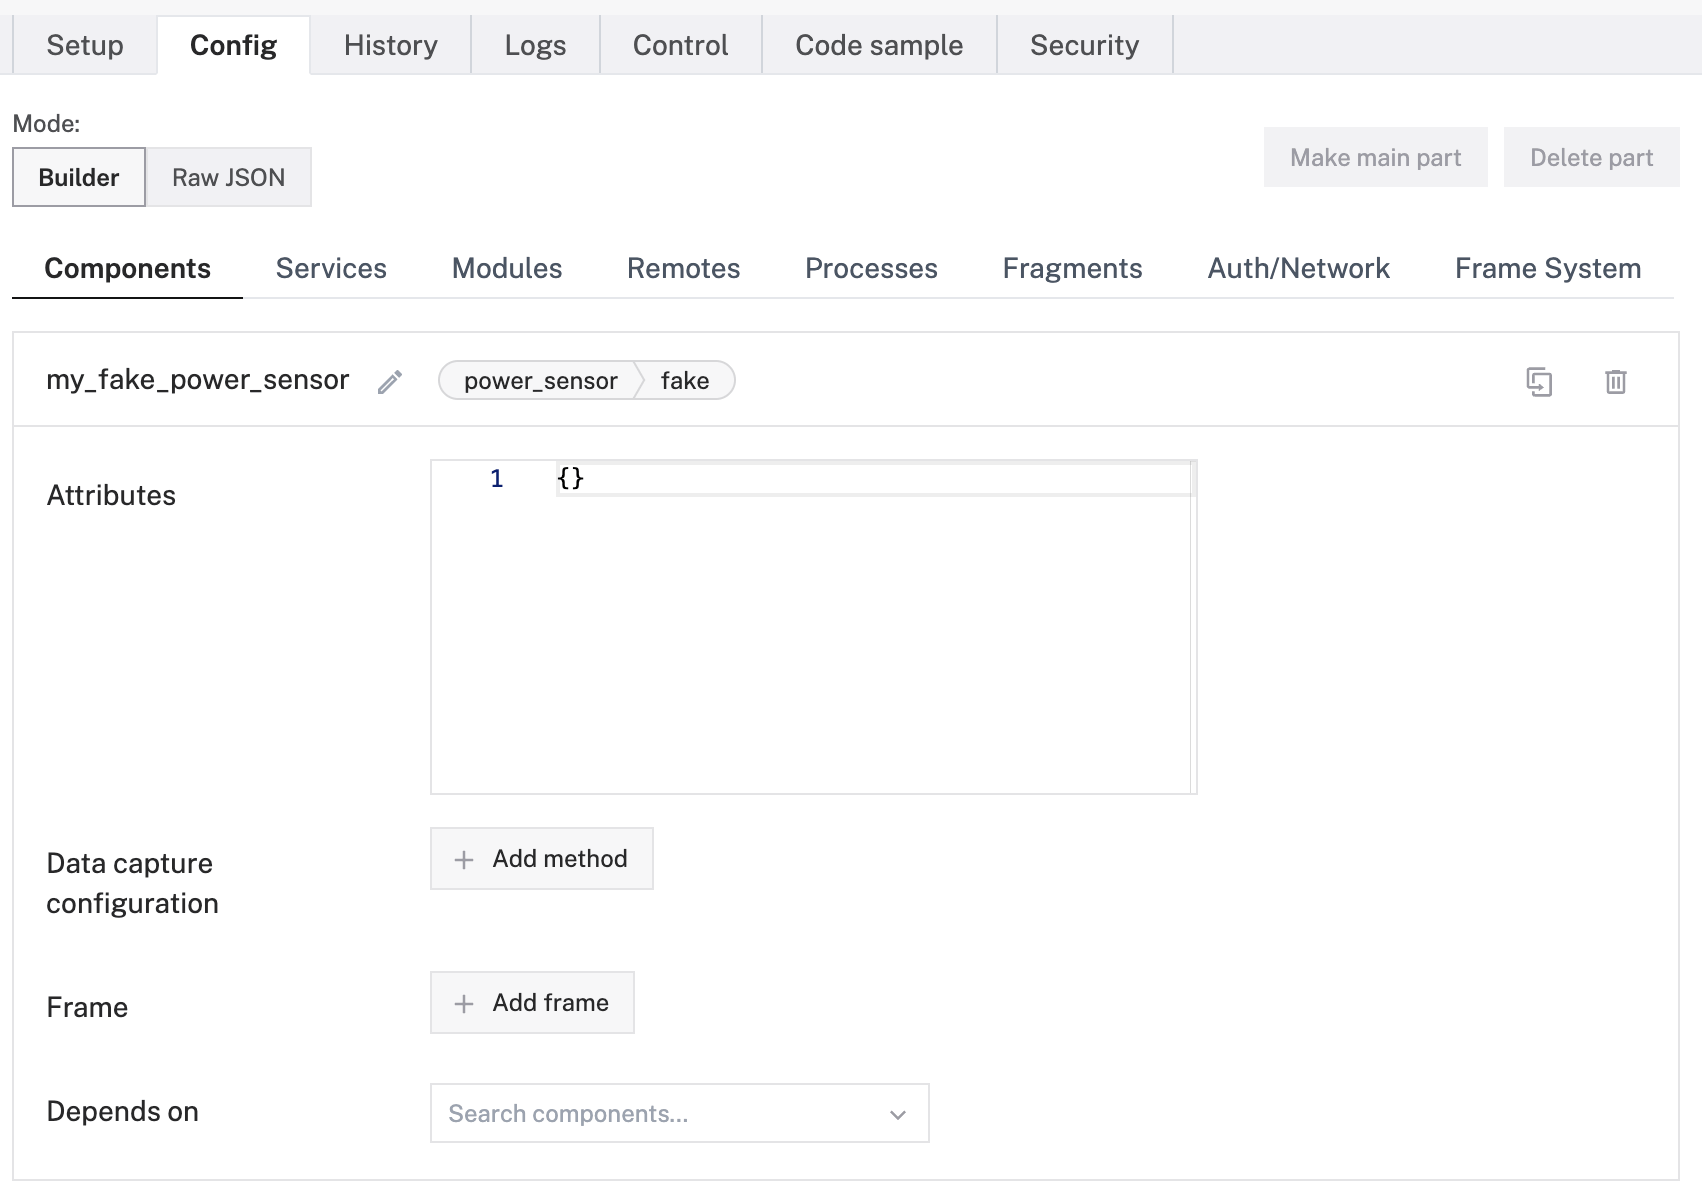 Setup Config History Logs Control Code sample Security
Mode:
Builder Raw JSON Make main part Delete part
Components Services Modules Remotes Processes Fragments Auth/Network Frame System
my_fake_power_sensor power_sensor fake
Attributes 1 {}
Data capture configuration + Add method
Frame + Add frame
Depends on Search components...